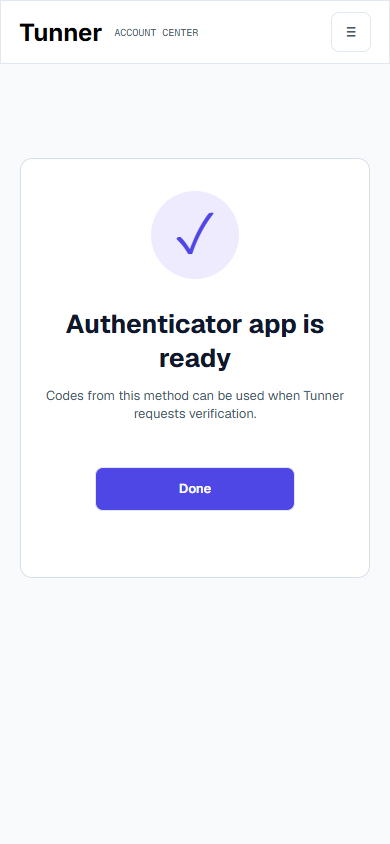 Tunner ACCOUNT CENTER
Authenticator app is
ready
Codes from this method can be used when Tunner
requests verification.
Done